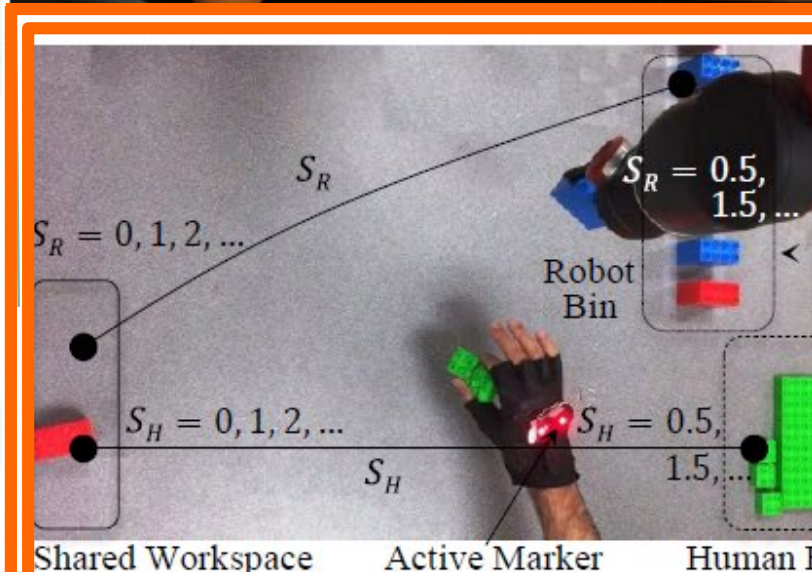 S_R
S_R = 0.5,
1.5, ...
S_R = 0, 1, 2, ...
Robot
Bin
S_H = 0, 1, 2, ...
S_H = 0.5,
1.5, ...
S_H
Shared Workspace Active Marker Human